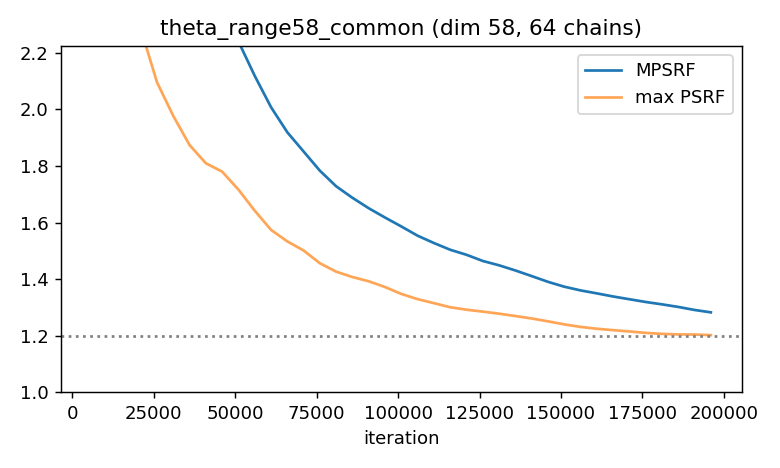 theta_range58_common (dim 58, 64 chains)
MPSRF
max PSRF
2.2
2.0
1.8
1.6
1.4
1.2
1.0
0 25000 50000 75000 100000 125000 150000 175000 200000
iteration